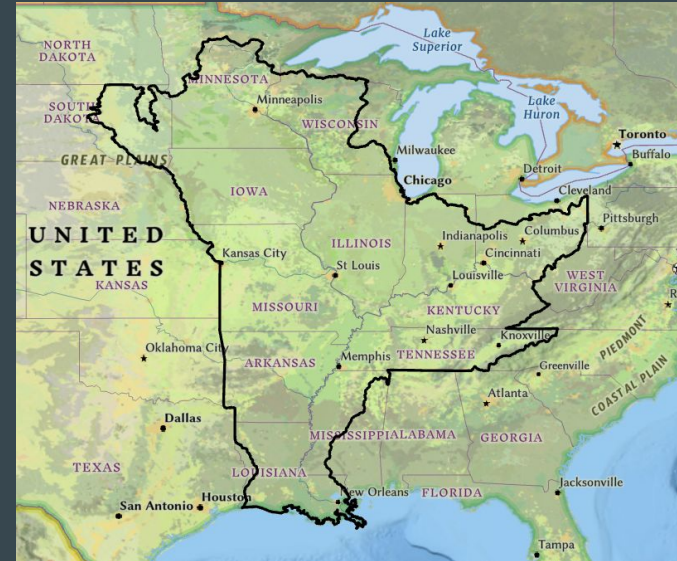 Lake
Superior
NORTH
DAKOTA
MINNESOTA
Minneapolis
SOUTH
DAKOTA
Lake
Huron
WISCONSIN
Toronto
Milwaukee
Buffalo
GREAT PLAINS
Chicago
Detroit
Cleveland
IOWA
NEBRASKA
Pittsburgh
UNITED
STATES
ILLINOIS
Indianapolis
Columbus
Cincinnati
Kansas City
St Louis
Louisville
WEST
VIRGINIA
KANSAS
MISSOURI
KENTUCKY
Nashville
Knoxville
Oklahoma City
ARKANSAS
Memphis
TENNESSEE
Greenville
PIEDMONT
COASTAL PLAIN
Atlanta
Dallas
MISSISSIPPI
ALABAMA
GEORGIA
TEXAS
LOUISIANA
Jacksonville
San Antonio
Houston
New Orleans
FLORIDA
Tampa